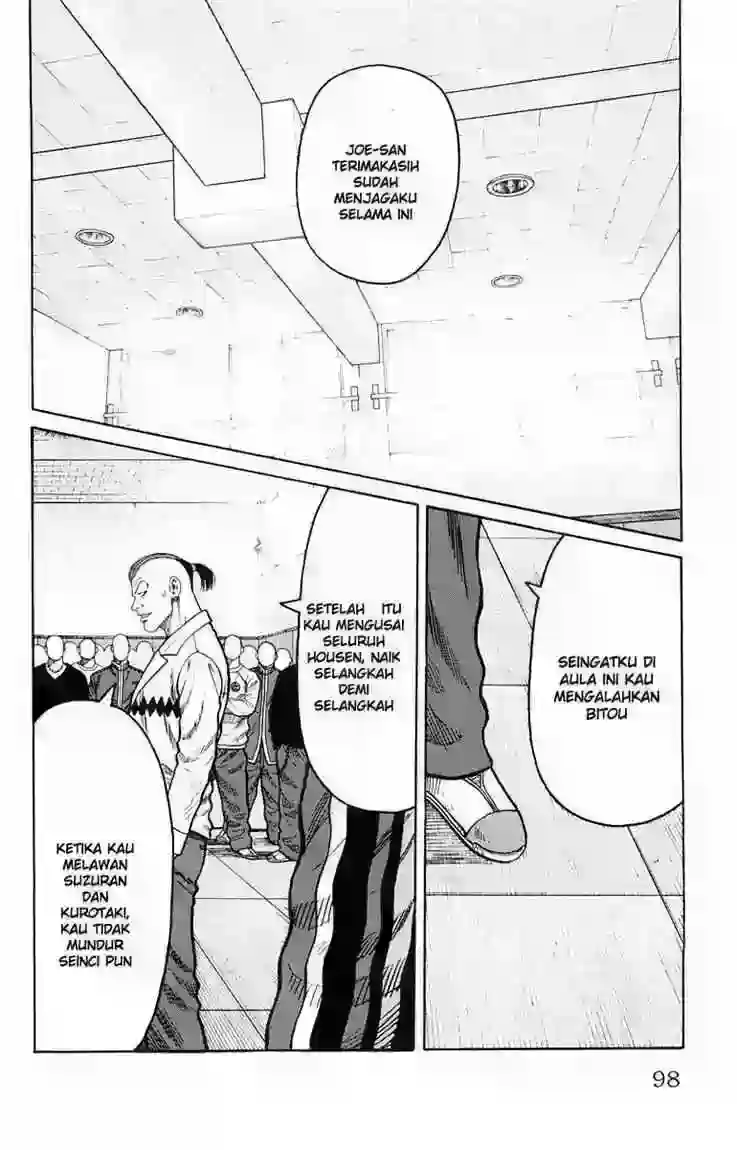 JOE-SAN
TERIMAKASIH
SUDAH
MENJAGAKU
SELAMA INI
SEINGATKU DI
AULA INI KAU
MENGALAHKAN
BITOU
SETELAH ITU
KAU MENGUSAI
SELURUH
HOUSEN, NAIK
SELANGKAH
DEMI
SELANGKAH
KETIKA KAU
MELAWAN
SUZURAN
DAN
KUROTAKI,
KAU TIDAK
MUNDUR
SEINCI PUN
98